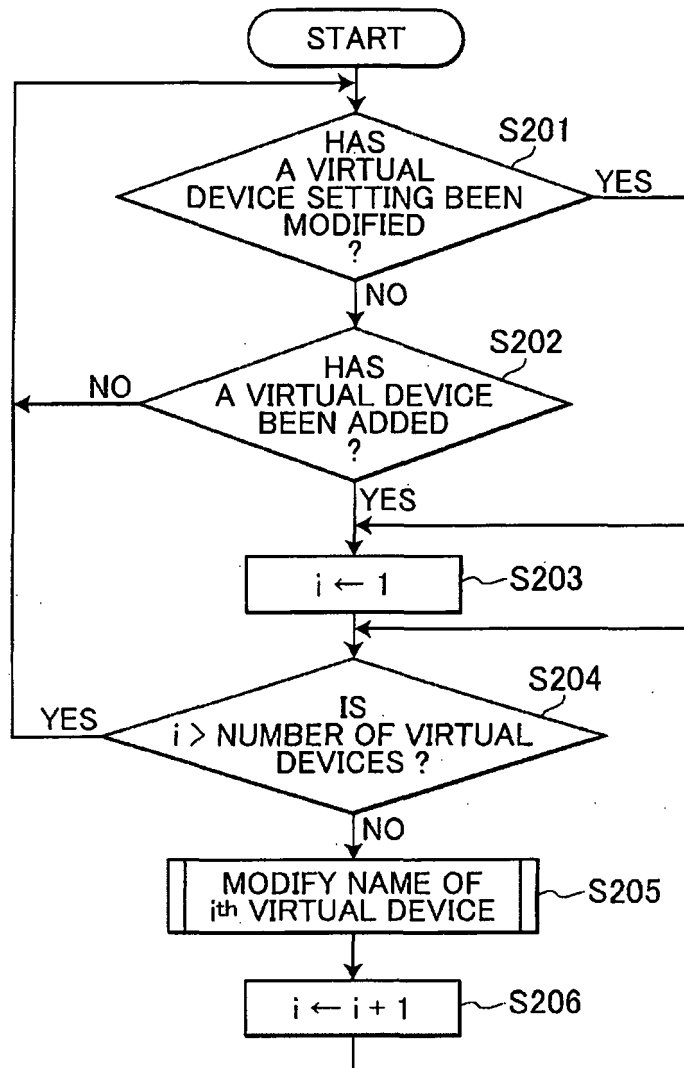 START
S201
HAS
A VIRTUAL
DEVICE SETTING BEEN
MODIFIED
?
YES
NO
S202
HAS
A VIRTUAL DEVICE
BEEN ADDED
?
NO
YES
i ← 1
S203
S204
IS
i > NUMBER OF VIRTUAL
DEVICES ?
YES
NO
MODIFY NAME OF
ith VIRTUAL DEVICE
S205
i ← i + 1
S206